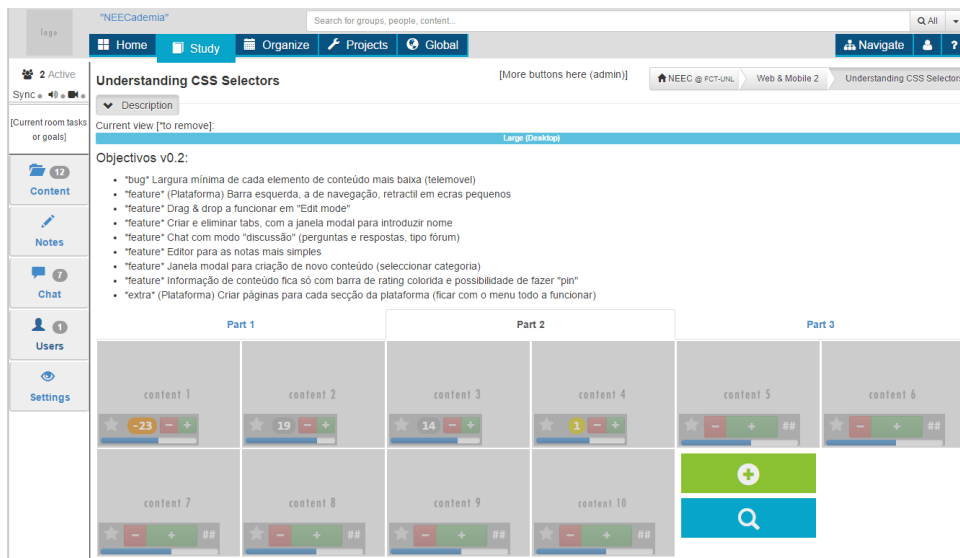 logo
"NEECademia"
Search for groups, people, content...
All
Home
Study
Organize
Projects
Global
Navigate
?
2 Active
Sync
[Current room tasks or goals]
Understanding CSS Selectors
[More buttons here (admin)]
NEEC @ FCT-UNL
Web & Mobile 2
Understanding CSS Selectors
Description
Current view [*to remove]:
Large (Desktop)
Content 12
Notes
Chat 7
Users 1
Settings
Objectivos v0.2:
*bug* Largura mínima de cada elemento de conteúdo mais baixa (telemovel)
*feature* (Plataforma) Barra esquerda, a de navegação, retractil em ecras pequenos
*feature* Drag & drop a funcionar em "Edit mode"
*feature* Criar e eliminar tabs, com a janela modal para introduzir nome
*feature* Chat com modo "discussão" (perguntas e respostas, tipo fórum)
*feature* Editor para as notas mais simples
*feature* Janela modal para criação de novo conteúdo (seleccionar categoria)
*feature* Informação de conteúdo fica só com barra de rating colorida e possibilidade de fazer "pin"
*extra* (Plataforma) Criar páginas para cada secção da plataforma (ficar com o menu todo a funcionar)
Part 1
Part 2
Part 3
content 1
content 2
content 3
content 4
content 5
content 6
-23 - +
19 - +
14 - +
1 - +
- + ##
- + ##
content 7
content 8
content 9
content 10
- + ##
- + ##
- + ##
- + ##